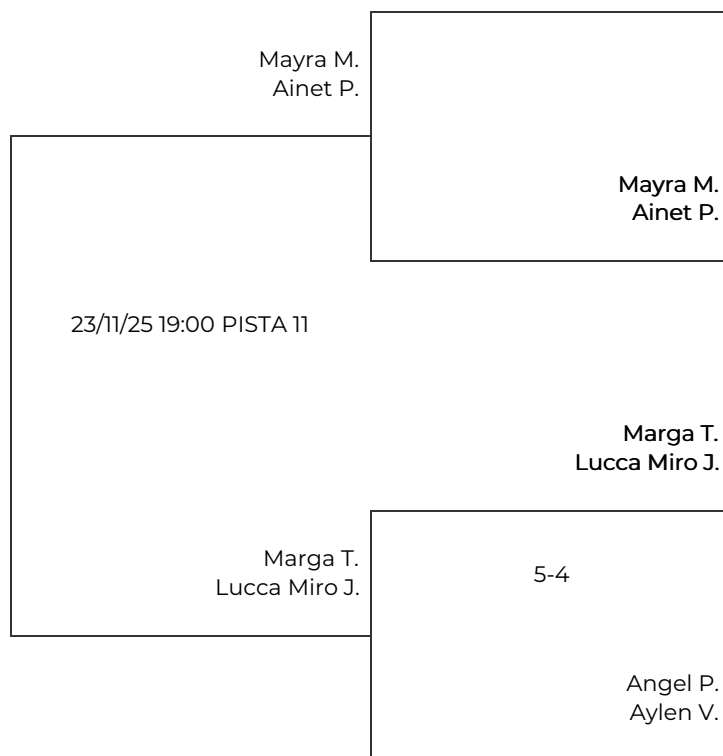 Mayra M.
Ainet P.
Mayra M.
Ainet P.
23/11/25 19:00 PISTA 11
Marga T.
Lucca Miro J.
Marga T.
Lucca Miro J.
5-4
Angel P.
Aylen V.